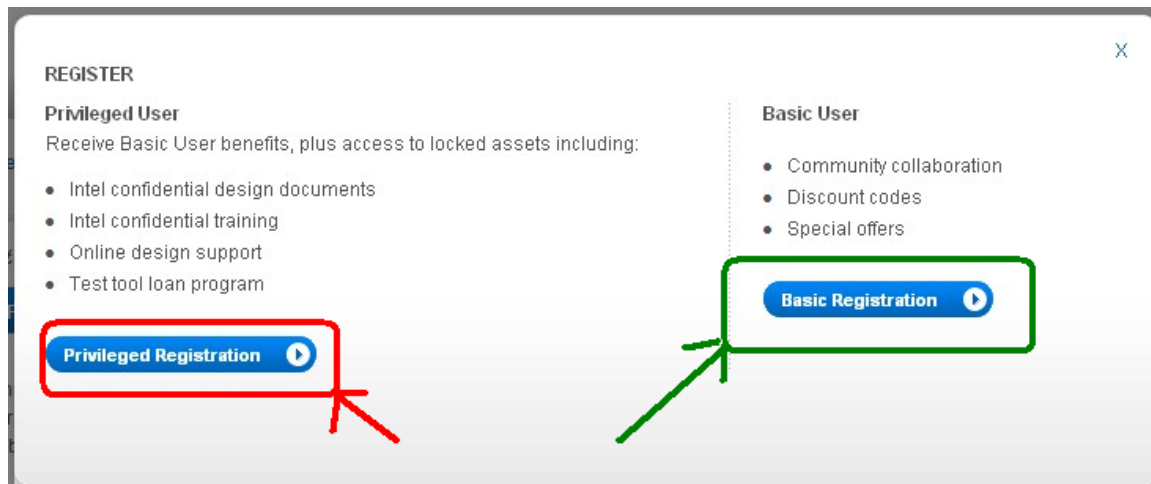 X
REGISTER
Privileged User
Receive Basic User benefits, plus access to locked assets including:
• Intel confidential design documents
• Intel confidential training
• Online design support
• Test tool loan program
Privileged Registration
Basic User
• Community collaboration
• Discount codes
• Special offers
Basic Registration